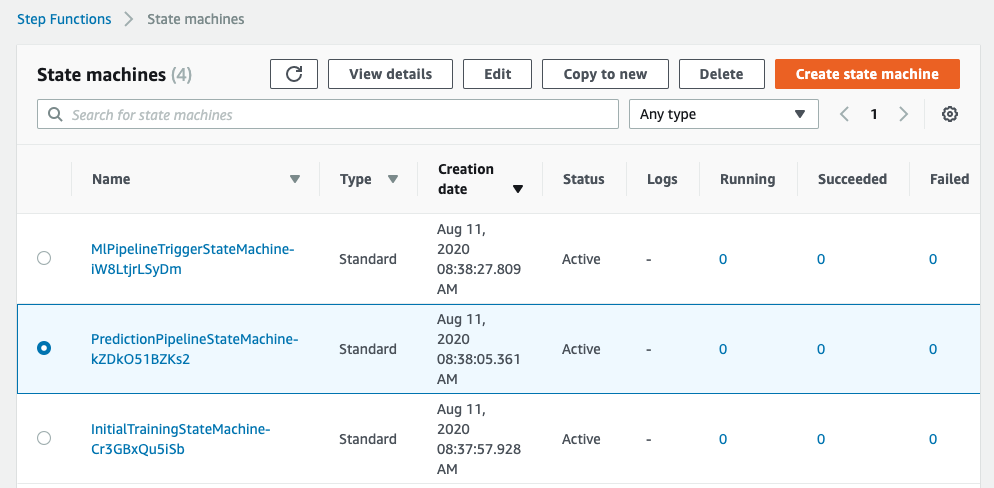 Step Functions > State machines
State machines (4) View details Edit Copy to new Delete Create state machine
Search for state machines Any type 1
Name Type Creation date Status Logs Running Succeeded Failed
MlPipelineTriggerStateMachine-
iW8LtjrLSyDm
Standard
Aug 11,
2020
08:38:27.809
AM
Active - 0 0 0
PredictionPipelineStateMachine-
kZDkO51BZKs2
Standard
Aug 11,
2020
08:38:05.361
AM
Active - 0 0 0
InitialTrainingStateMachine-
Cr3GBxQu5iSb
Standard
Aug 11,
2020
08:37:57.928
AM
Active - 0 0 0